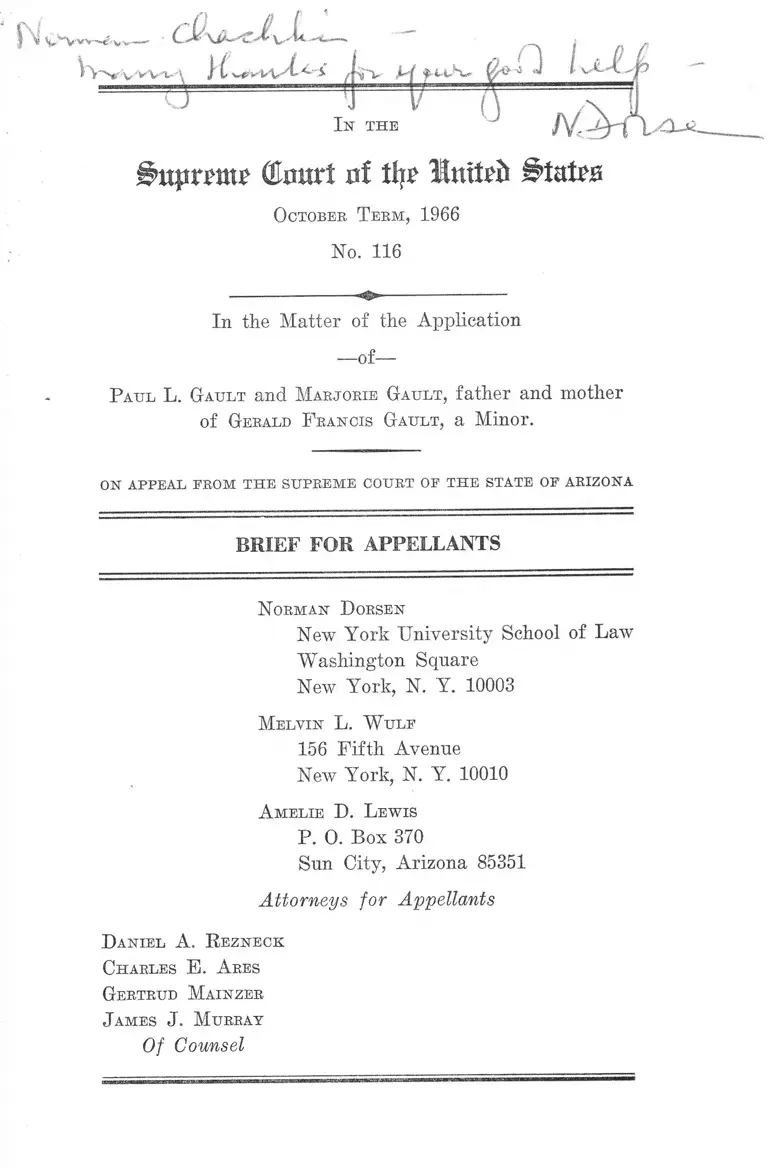 Norman Chachkin —
Many thanks for your good help —
N Dorsen
IN THE
Supreme Court of the United States
OCTOBER TERM, 1966
No. 116
In the Matter of the Application
—of—
PAUL L. GAULT and MARJORIE GAULT, father and mother
of GERALD FRANCIS GAULT, a Minor.
ON APPEAL FROM THE SUPREME COURT OF THE STATE OF ARIZONA
BRIEF FOR APPELLANTS
NORMAN DORSEN
New York University School of Law
Washington Square
New York, N. Y. 10003
MELVIN L. WULF
156 Fifth Avenue
New York, N. Y. 10010
AMELIE D. LEWIS
P. O. Box 370
Sun City, Arizona 85351
Attorneys for Appellants
DANIEL A. REZNECK
CHARLES E. ARES
GERTRUD MAINZER
JAMES J. MURRAY
Of Counsel